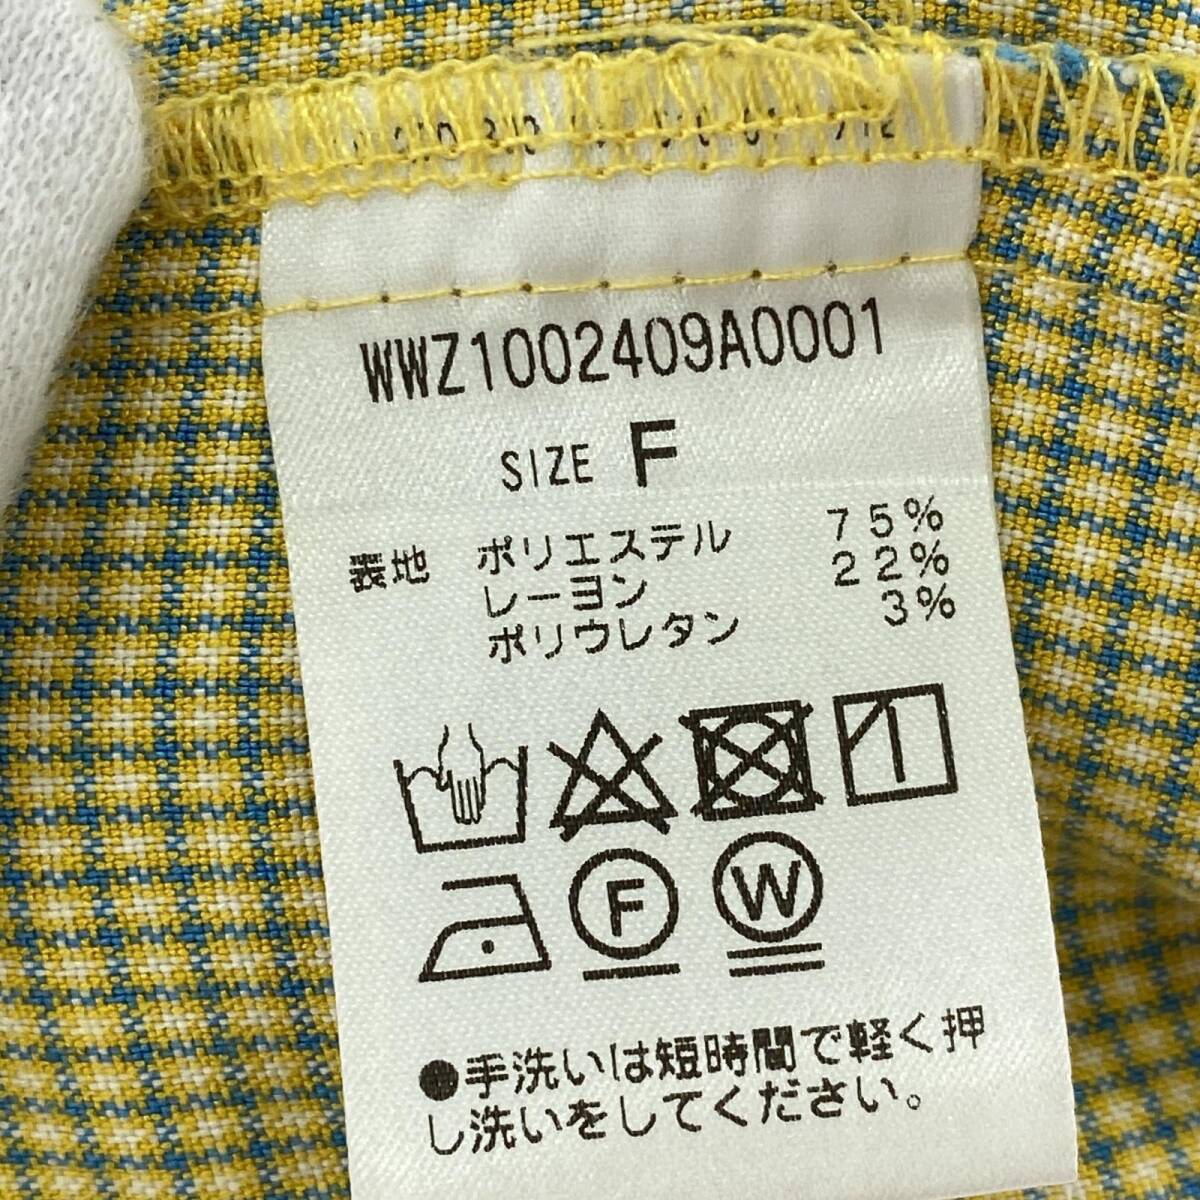 WWZ1002409A0001
SIZE F
表地 ポリエステル 75%
レーヨン 22%
ポリウレタン 3%
F W
●手洗いは短時間で軽く押
し洗いをしてください。